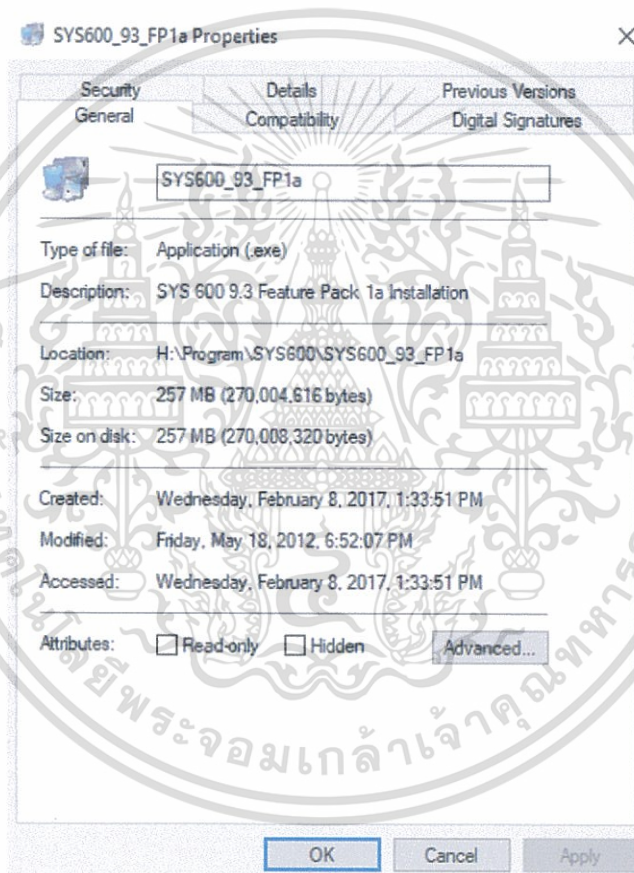 SYS600_93_FP1a Properties
Security Details Previous Versions
General Compatibility Digital Signatures
SYS600_93_FP1a
Type of file: Application (.exe)
Description: SYS 600 9.3 Feature Pack 1a Installation
Location: H:\Program\SYS600\SYS600_93_FP1a
Size: 257 MB (270,004,616 bytes)
Size on disk: 257 MB (270,008,320 bytes)
Created: Wednesday, February 8, 2017, 1:33:51 PM
Modified: Friday, May 18, 2012, 6:52:07 PM
Accessed: Wednesday, February 8, 2017, 1:33:51 PM
Attributes: Read-only Hidden Advanced...
พระจอมเกล้าเจ้าคุณทหาร
OK Cancel Apply